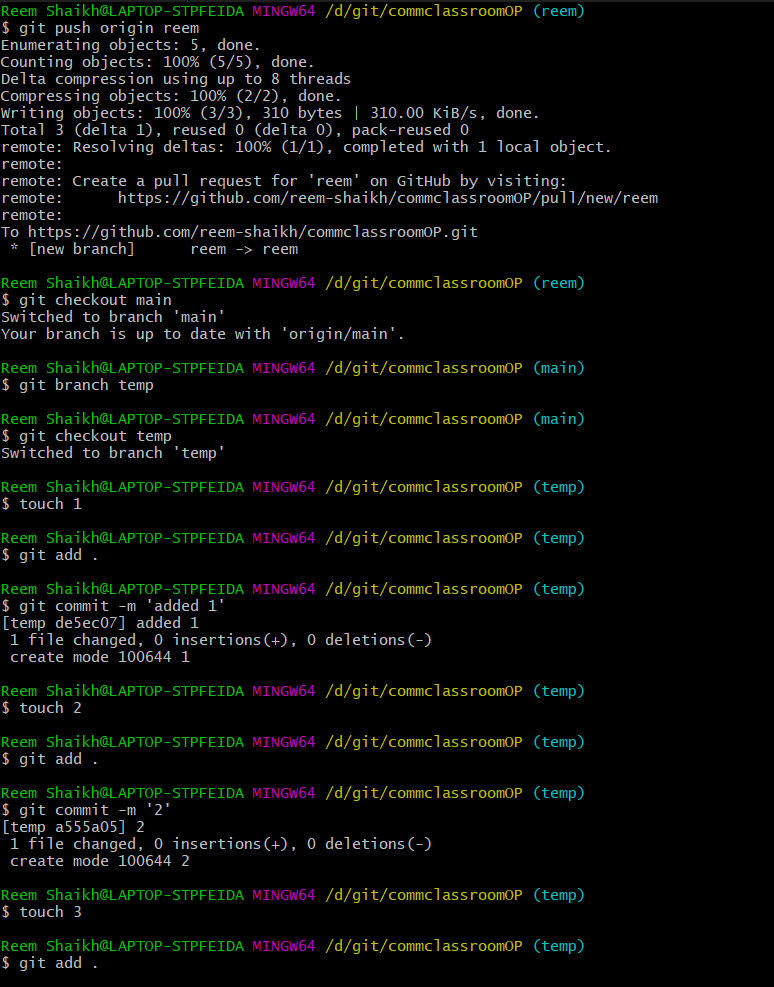 Reem Shaikh@LAPTOP-STPFEIDA MINGW64 /d/git/commclassroomOP (reem)
$ git push origin reem
Enumerating objects: 5, done.
Counting objects: 100% (5/5), done.
Delta compression using up to 8 threads
Compressing objects: 100% (2/2), done.
Writing objects: 100% (3/3), 310 bytes | 310.00 KiB/s, done.
Total 3 (delta 1), reused 0 (delta 0), pack-reused 0
remote: Resolving deltas: 100% (1/1), completed with 1 local object.
remote:
remote: Create a pull request for 'reem' on GitHub by visiting:
remote:      https://github.com/reem-shaikh/commclassroomOP/pull/new/reem
remote:
To https://github.com/reem-shaikh/commclassroomOP.git
 * [new branch]      reem -> reem

Reem Shaikh@LAPTOP-STPFEIDA MINGW64 /d/git/commclassroomOP (reem)
$ git checkout main
Switched to branch 'main'
Your branch is up to date with 'origin/main'.

Reem Shaikh@LAPTOP-STPFEIDA MINGW64 /d/git/commclassroomOP (main)
$ git branch temp

Reem Shaikh@LAPTOP-STPFEIDA MINGW64 /d/git/commclassroomOP (main)
$ git checkout temp
Switched to branch 'temp'

Reem Shaikh@LAPTOP-STPFEIDA MINGW64 /d/git/commclassroomOP (temp)
$ touch 1

Reem Shaikh@LAPTOP-STPFEIDA MINGW64 /d/git/commclassroomOP (temp)
$ git add .

Reem Shaikh@LAPTOP-STPFEIDA MINGW64 /d/git/commclassroomOP (temp)
$ git commit -m 'added 1'
[temp de5ec07] added 1
 1 file changed, 0 insertions(+), 0 deletions(-)
 create mode 100644 1

Reem Shaikh@LAPTOP-STPFEIDA MINGW64 /d/git/commclassroomOP (temp)
$ touch 2

Reem Shaikh@LAPTOP-STPFEIDA MINGW64 /d/git/commclassroomOP (temp)
$ git add .

Reem Shaikh@LAPTOP-STPFEIDA MINGW64 /d/git/commclassroomOP (temp)
$ git commit -m '2'
[temp a555a05] 2
 1 file changed, 0 insertions(+), 0 deletions(-)
 create mode 100644 2

Reem Shaikh@LAPTOP-STPFEIDA MINGW64 /d/git/commclassroomOP (temp)
$ touch 3

Reem Shaikh@LAPTOP-STPFEIDA MINGW64 /d/git/commclassroomOP (temp)
$ git add .